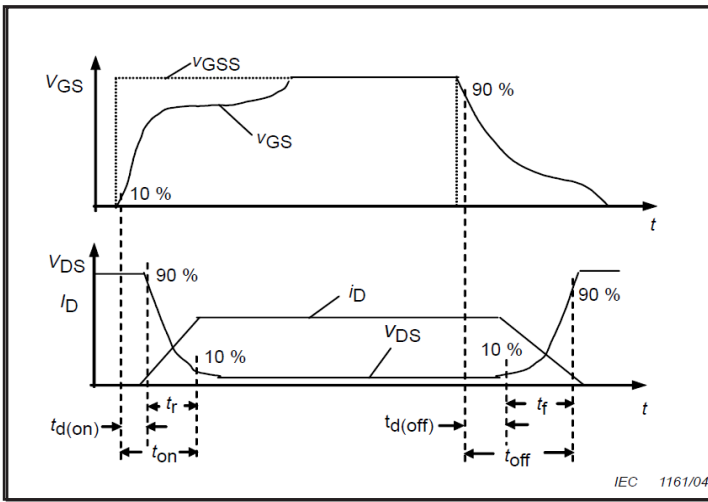 vGSS
VGS
90 %
vGS
10 %
t
VDS
90 %
ID
iD
90 %
VDS
10 %
10 %
tr
tf
t
td(on)
td(off)
ton
toff
IEC 1161/04